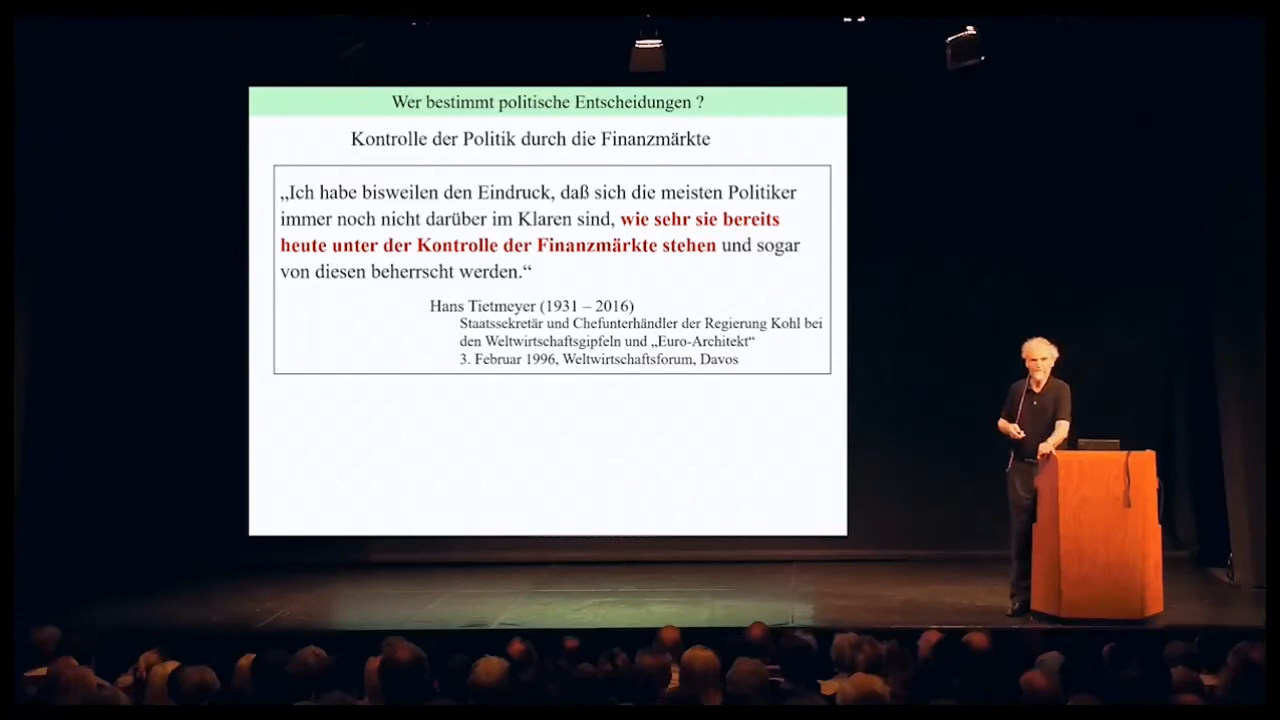 Wer bestimmt politische Entscheidungen ?
Kontrolle der Politik durch die Finanzmärkte
„Ich habe bisweilen den Eindruck, daß sich die meisten Politiker
immer noch nicht darüber im Klaren sind, wie sehr sie bereits
heute unter der Kontrolle der Finanzmärkte stehen und sogar
von diesen beherrscht werden.“
Hans Tietmeyer (1931 – 2016)
Staatssekretär und Chefunterhändler der Regierung Kohl bei
den Weltwirtschaftsgipfeln und „Euro-Architekt“
3. Februar 1996, Weltwirtschaftsforum, Davos